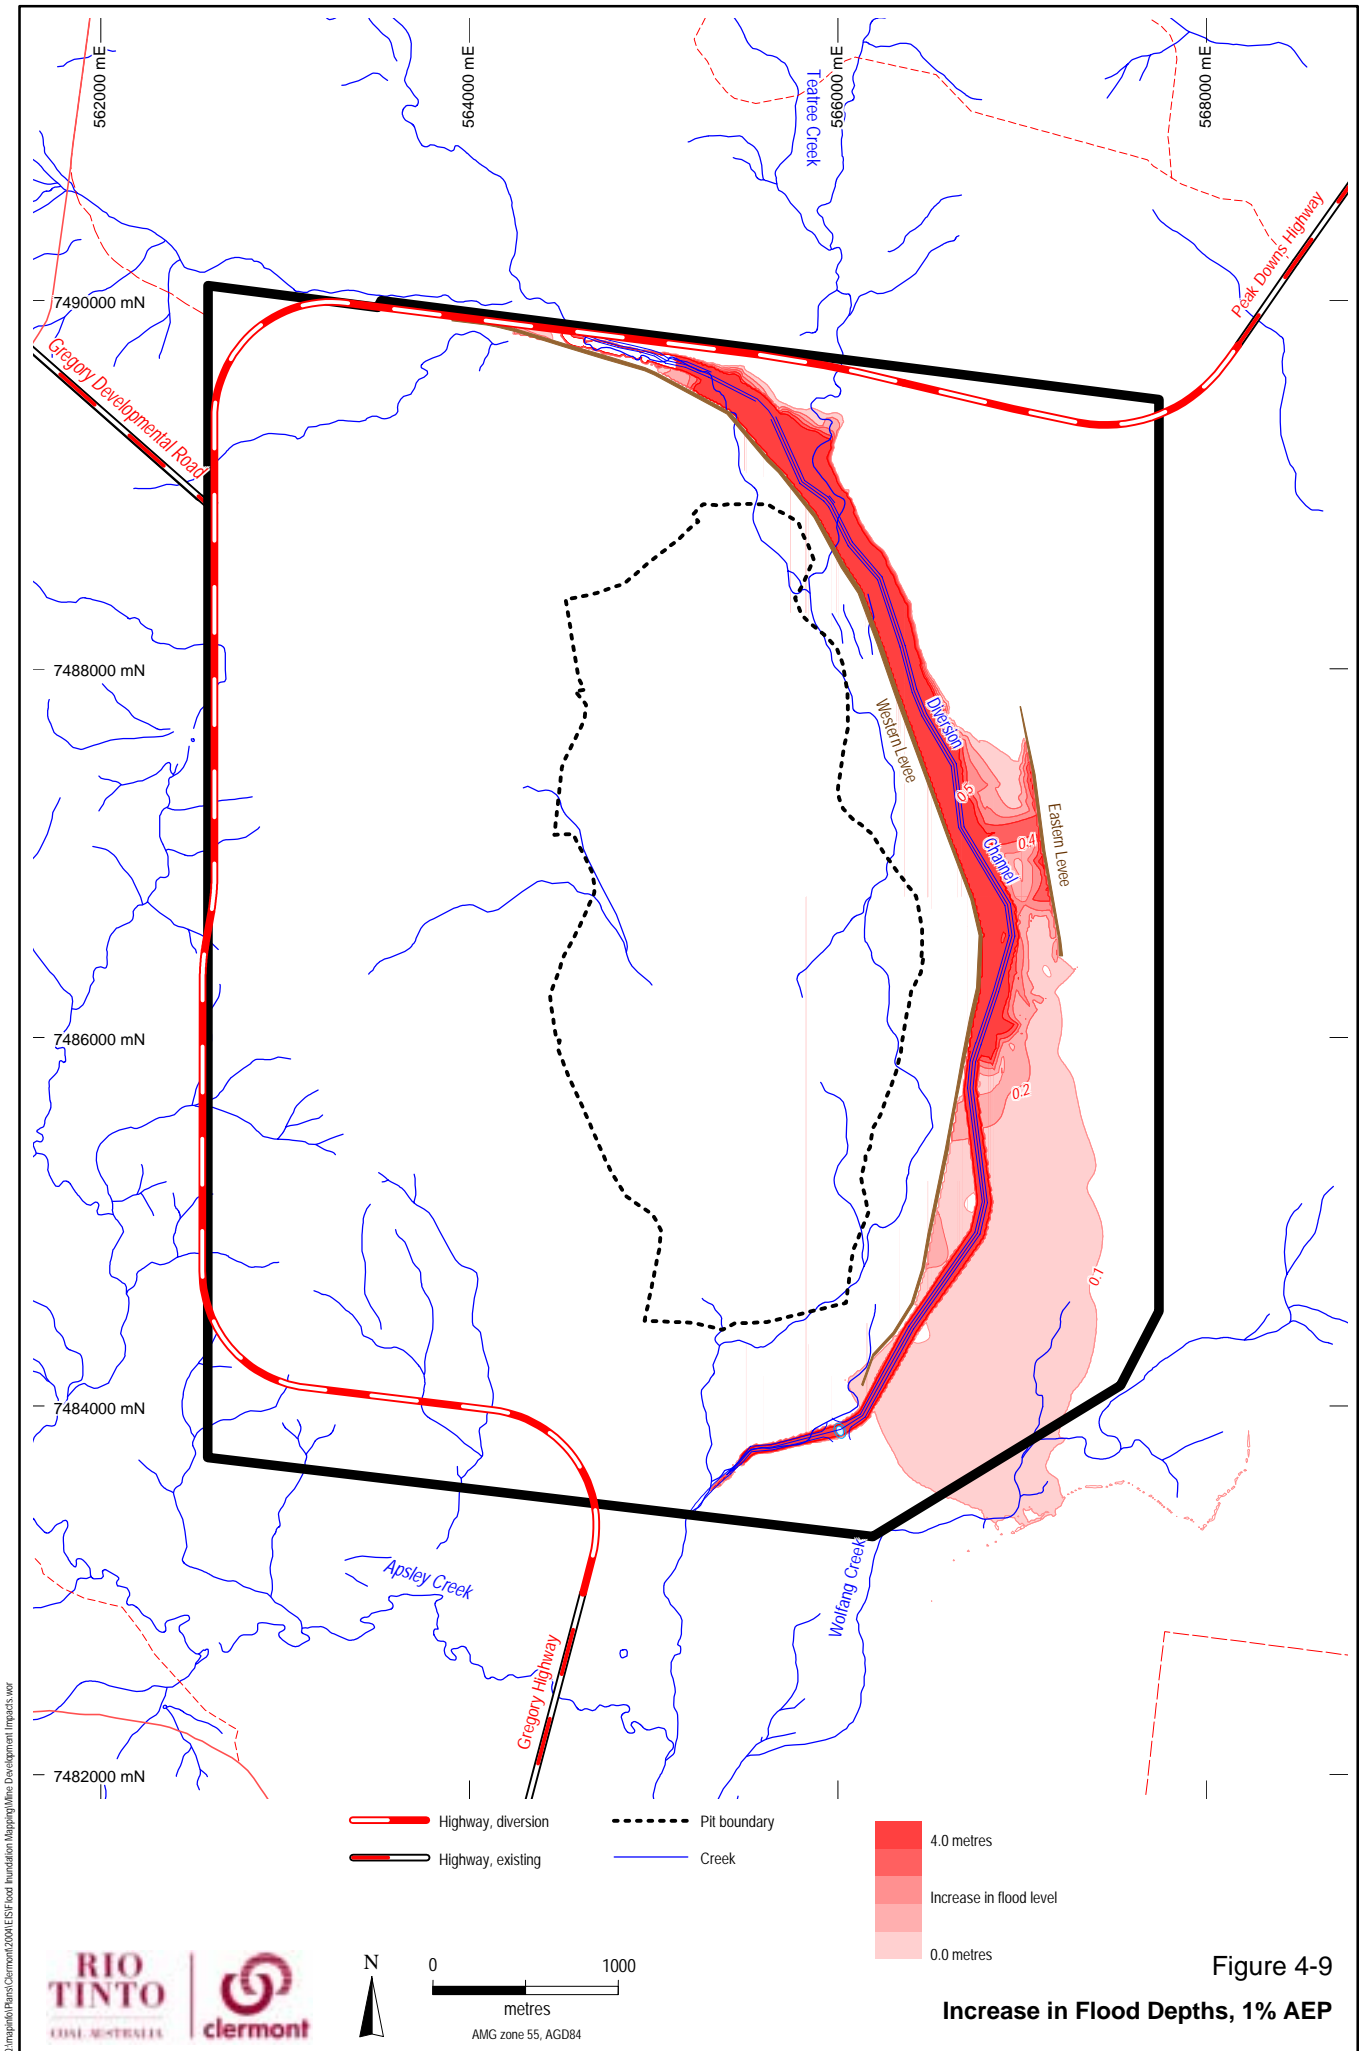 562000 mE
564000 mE
566000 mE
568000 mE
Teatree Creek
Peak Downs Highway
7490000 mN
Gregory Developmental Road
7488000 mN
Western Levee
Diversion
0.5
Channel
0.4
Eastern Levee
7486000 mN
0.2
0.1
7484000 mN
Apsley Creek
Wolfang Creek
Gregory Highway
7482000 mN
Highway, diversion
Highway, existing
Pit boundary
Creek
4.0 metres
Increase in flood level
0.0 metres
RIO
TINTO
COAL AUSTRALIA
clermont
N
0 1000
metres
AMG zone 55, AGD84
Figure 4-9
Increase in Flood Depths, 1% AEP